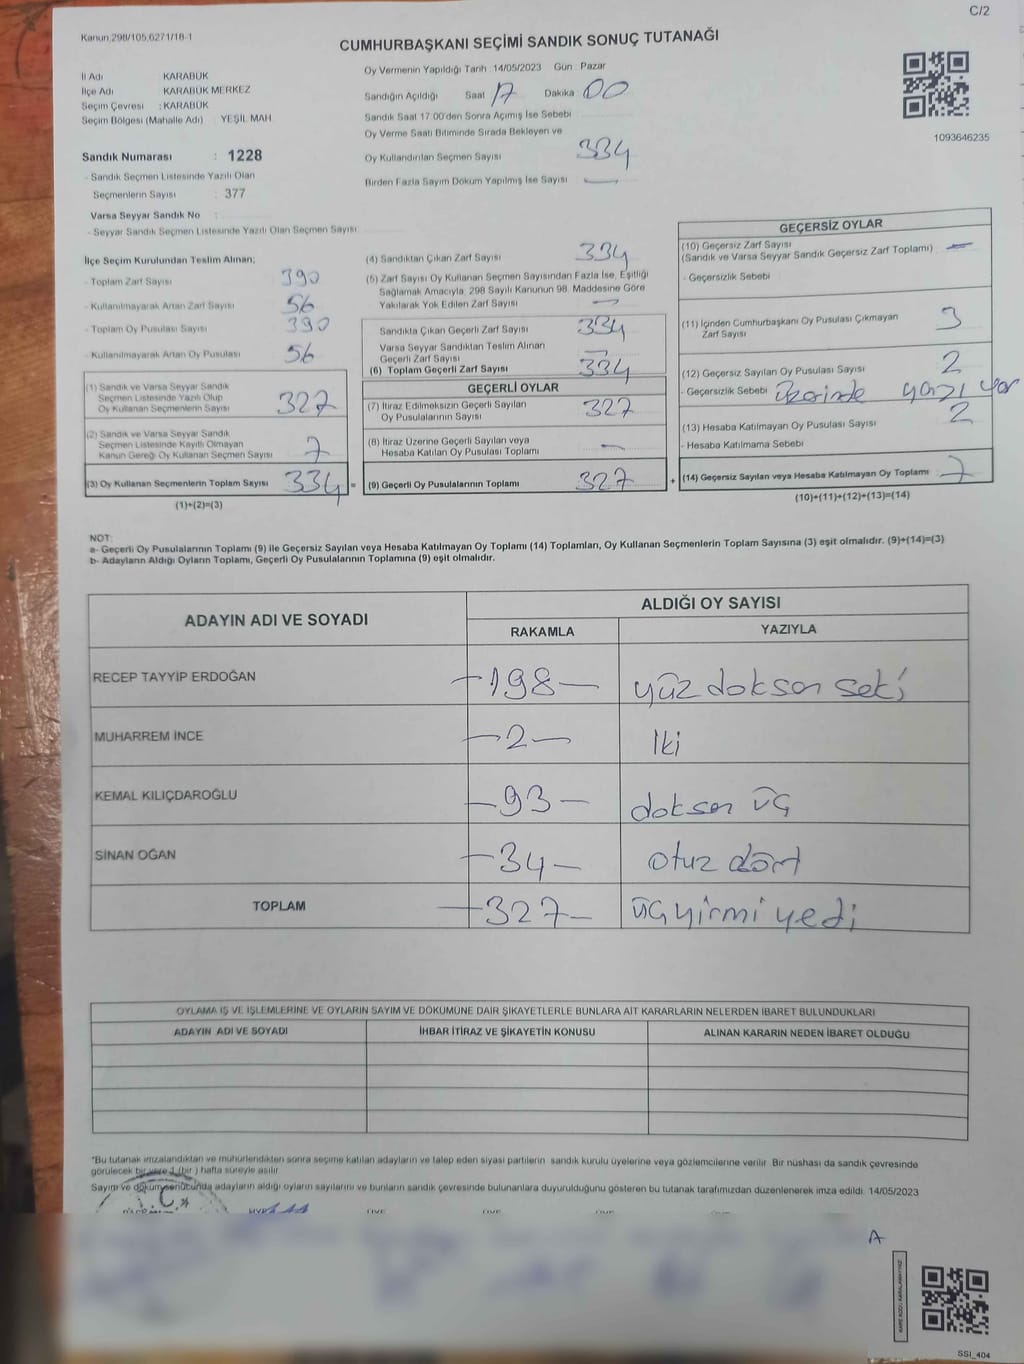 C/2
Kanun,298/105,6271/18-1
CUMHURBAŞKANI SEÇİMİ SANDIK SONUÇ TUTANAĞI
İl Adı KARABÜK
İlçe Adı KARABÜK MERKEZ
Seçim Çevresi : KARABÜK
Seçim Bölgesi (Mahalle Adı) YEŞİL MAH
Sandık Numarası : 1228
- Sandık Seçmen Listesinde Yazılı Olan
Seçmenlerin Sayısı : 377
Varsa Seyyar Sandık No :
- Seyyar Sandık Seçmen Listesinde Yazılı Olan Seçmen Sayısı
Oy Vermenin Yapıldığı Tarih : 14/05/2023 Gün : Pazar
Sandığın Açıldığı Saat 17 Dakika 00
Sandık Saat 17.00'den Sonra Açımış İse Sebebi
Oy Verme Saati Bitiminde Sırada Bekleyen ve
Oy Kullandırılan Seçmen Sayısı 334
Birden Fazla Sayım Döküm Yapılmış İse Sayısı —
1093646235
İlçe Seçim Kurulundan Teslim Alınan;
- Toplam Zarf Sayısı 390
- Kullanılmayarak Artan Zarf Sayısı 56
- Toplam Oy Pusulası Sayısı 390
- Kullanılmayarak Artan Oy Pusulası 56
(1) Sandık ve Varsa Seyyar Sandık
Seçmen Listesinde Yazılı Olup
Oy Kullanan Seçmenlerin Sayısı 327
(2) Sandık ve Varsa Seyyar Sandık
Seçmen Listesinde Kayıtlı Olmayan
Kanun Gereği Oy Kullanan Seçmen Sayısı 7
(3) Oy Kullanan Seçmenlerin Toplam Sayısı 334 =
(1)+(2)=(3)
(4) Sandıktan Çıkan Zarf Sayısı 334
(5) Zarf Sayısı Oy Kullanan Seçmen Sayısından Fazla İse, Eşitliği
Sağlamak Amacıyla, 298 Sayılı Kanunun 98. Maddesine Göre
Yakılarak Yok Edilen Zarf Sayısı —
Sandıkta Çıkan Geçerli Zarf Sayısı 334
Varsa Seyyar Sandıktan Teslim Alınan
Geçerli Zarf Sayısı —
(6) Toplam Geçerli Zarf Sayısı 334
GEÇERLİ OYLAR
(7) İtiraz Edilmeksizin Geçerli Sayılan
Oy Pusulalarının Sayısı 327
(8) İtiraz Üzerine Geçerli Sayılan veya
Hesaba Katılan Oy Pusulası Toplamı —
(9) Geçerli Oy Pusulalarının Toplamı 327 +
GEÇERSİZ OYLAR
(10) Geçersiz Zarf Sayısı
(Sandık ve Varsa Seyyar Sandık Geçersiz Zarf Toplamı) —
- Geçersizlik Sebebi
(11) İçinden Cumhurbaşkanı Oy Pusulası Çıkmayan
Zarf Sayısı 3
(12) Geçersiz Sayılan Oy Pusulası Sayısı 2
- Geçersizlik Sebebi üzerinde yazı var
(13) Hesaba Katılmayan Oy Pusulası Sayısı 2
- Hesaba Katılmama Sebebi
(14) Geçersiz Sayılan veya Hesaba Katılmayan Oy Toplamı 7
(10)+(11)+(12)+(13)=(14)
NOT:
a- Geçerli Oy Pusulalarının Toplamı (9) ile Geçersiz Sayılan veya Hesaba Katılmayan Oy Toplamı (14) Toplamları, Oy Kullanan Seçmenlerin Toplam Sayısına (3) eşit olmalıdır. (9)+(14)=(3)
b- Adayların Aldığı Oyların Toplamı, Geçerli Oy Pusulalarının Toplamına (9) eşit olmalıdır.
ADAYIN ADI VE SOYADI ALDIĞI OY SAYISI
RAKAMLA YAZIYLA
RECEP TAYYİP ERDOĞAN —198— yüz doksan seki
MUHARREM İNCE —2— İki
KEMAL KILIÇDAROĞLU —93— doksan üç
SİNAN OĞAN —34— otuz dört
TOPLAM —327— üçyirmi yedi
OYLAMA İŞ VE İŞLEMLERİNE VE OYLARIN SAYIM VE DÖKÜMÜNE DAİR ŞİKAYETLERLE BUNLARA AİT KARARLARIN NELERDEN İBARET BULUNDUKLARI
ADAYIN ADI VE SOYADI İHBAR İTİRAZ VE ŞİKAYETİN KONUSU ALINAN KARARIN NEDEN İBARET OLDUĞU
*Bu tutanak imzalandıktan ve mühürlendikten sonra seçime katılan adayların ve talep eden siyasi partilerin sandık kurulu üyelerine veya gözlemcilerine verilir. Bir nüshası da sandık çevresinde
görülecek bir yere 1 (bir ) hafta süreyle asılır
Sayım ve dökümü sonucunda adayların aldığı oyların sayılarını ve bunların sandık çevresinde bulunanlara duyurulduğunu gösteren bu tutanak tarafımızdan düzenlenerek imza edildi. 14/05/2023
T.C.
A
SSİ_404